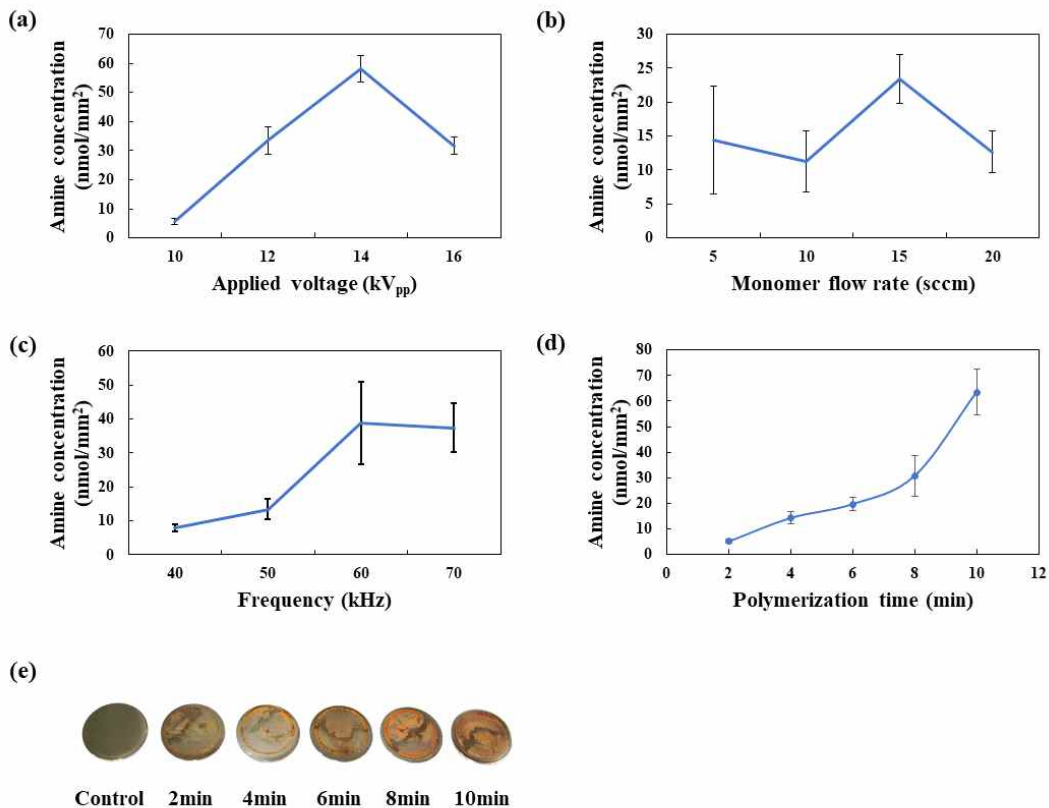 (a)
Amine concentration
(nmol/mm²)
70
60
50
40
30
20
10
0
10 12 14 16
Applied voltage (kVpp)
(b)
Amine concentration
(nmol/mm²)
30
25
20
15
10
5
0
5 10 15 20
Monomer flow rate (sccm)
(c)
Amine concentration
(nmol/mm²)
60
50
40
30
20
10
0
40 50 60 70
Frequency (kHz)
(d)
Amine concentration
(nmol/mm²)
80
70
60
50
40
30
20
10
0
0 2 4 6 8 10 12
Polymerization time (min)
(e)
Control 2min 4min 6min 8min 10min